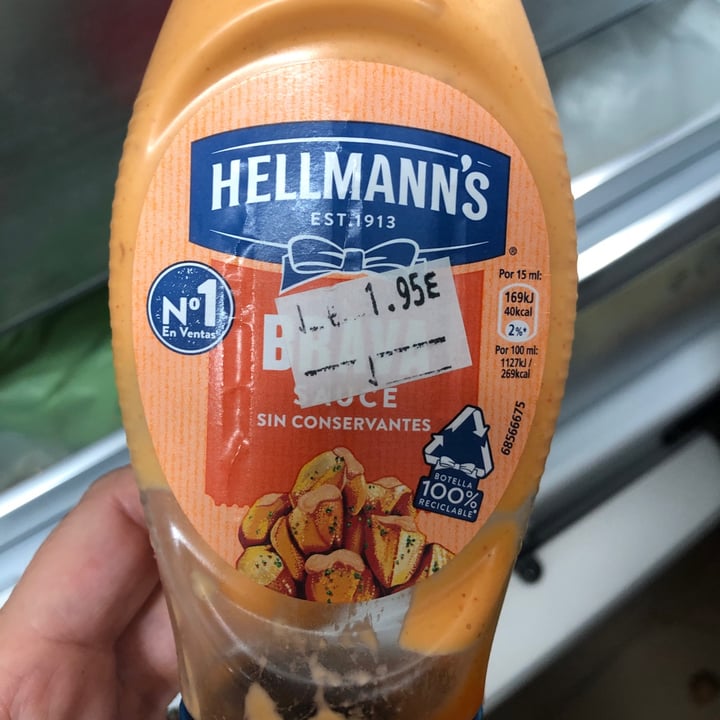 HELLMANN'S
EST.1913
®
Nº1
En Ventas
1.95€
SAUCE
SIN CONSERVANTES
Por 15 ml:
169kJ
40kcal
2%*
Por 100 ml:
1127kJ /
269kcal
68566675
BOTELLA
100%
RECICLABLE*